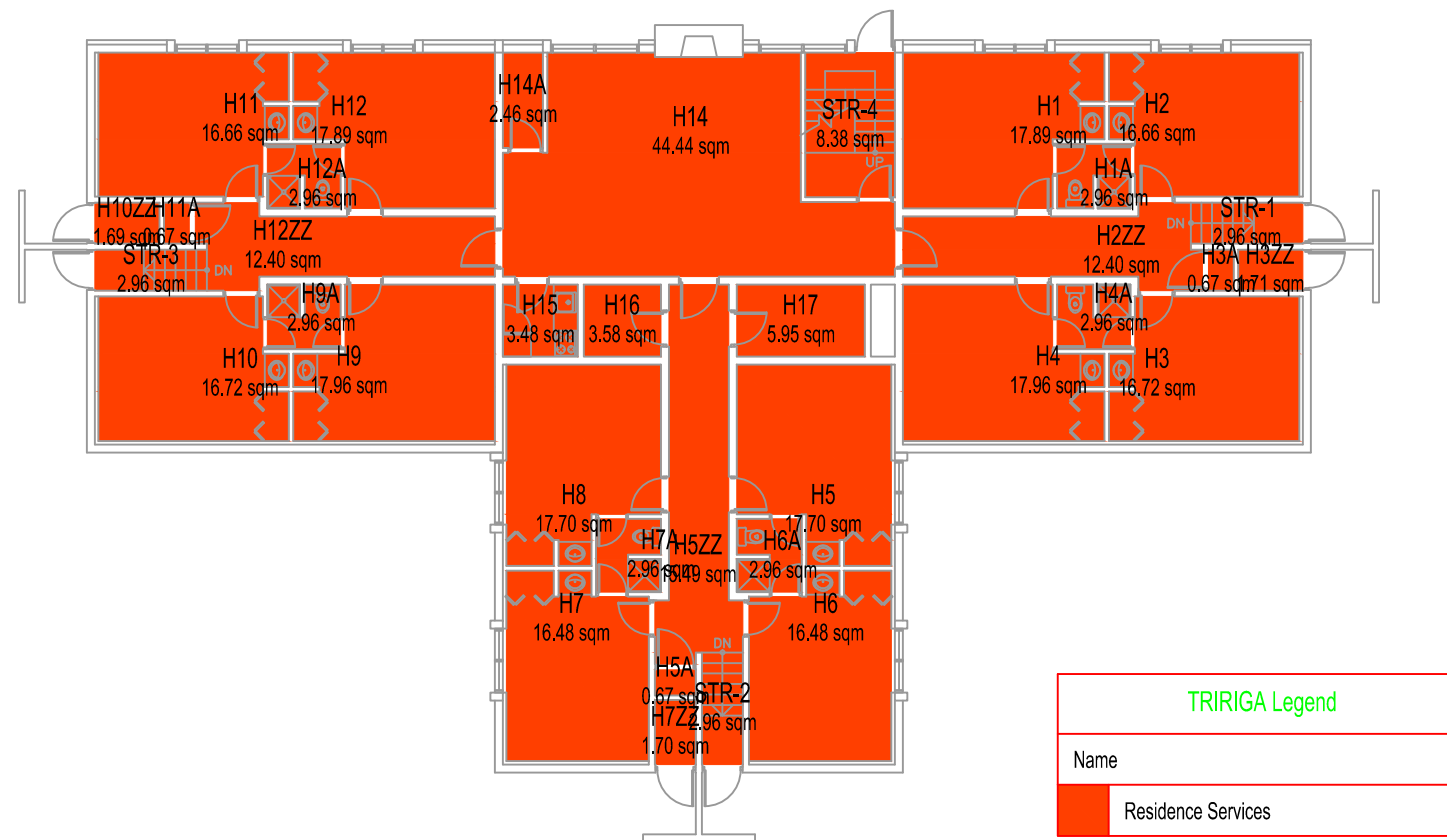 H11
16.66 sqm
H12
17.89 sqm
H14A
2.46 sqm
H14
44.44 sqm
STR-4
8.38 sqm
UP
H1
17.89 sqm
H2
16.66 sqm
H12A
2.96 sqm
H1A
2.96 sqm
H10ZZ
1.69 sqm
H11A
0.67 sqm
H12ZZ
12.40 sqm
STR-3
2.96 sqm
DN
H2ZZ
12.40 sqm
DN
STR-1
2.96 sqm
H3A
0.67 sqm
H3ZZ
1.71 sqm
H9A
2.96 sqm
H10
16.72 sqm
H9
17.96 sqm
H15
3.48 sqm
H16
3.58 sqm
H17
5.95 sqm
H4A
2.96 sqm
H4
17.96 sqm
H3
16.72 sqm
H8
17.70 sqm
H5
17.70 sqm
H7A
2.96 sqm
H5ZZ
sqm
H6A
2.96 sqm
H7
16.48 sqm
H6
16.48 sqm
DN
H5A
0.67 sqm
STR-2
2.96 sqm
H7ZZ
1.70 sqm
TRIRIGA Legend
Name
Residence Services